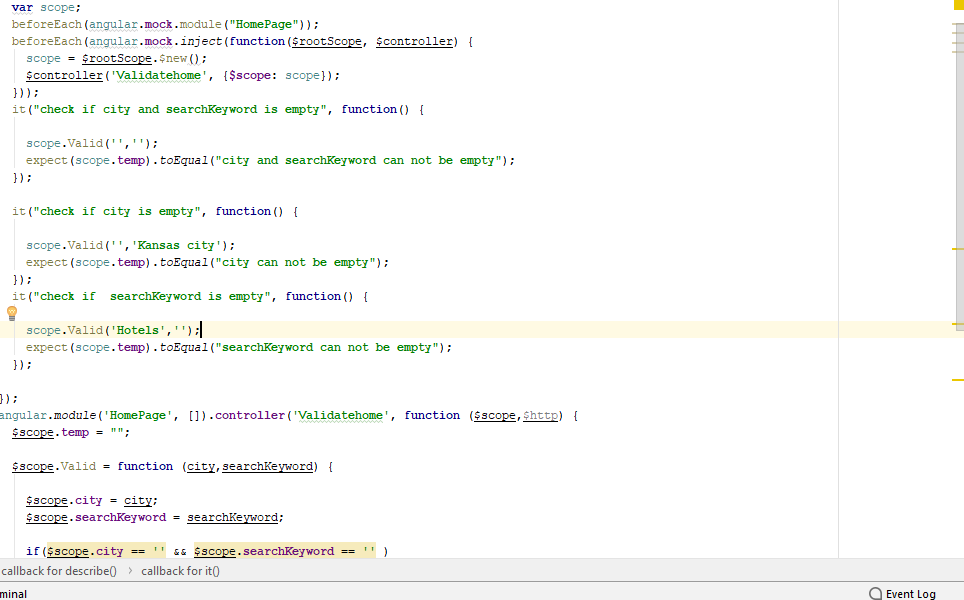 var scope;
beforeEach(angular.mock.module("HomePage"));
beforeEach(angular.mock.inject(function($rootScope, $controller) {
scope = $rootScope.$new();
$controller('Validatehome', {$scope: scope});
}));
it("check if city and searchKeyword is empty", function() {
scope.Valid('','');
expect(scope.temp).toEqual("city and searchKeyword can not be empty");
});
it("check if city is empty", function() {
scope.Valid('','Kansas city');
expect(scope.temp).toEqual("city can not be empty");
});
it("check if  searchKeyword is empty", function() {
scope.Valid('Hotels','');
expect(scope.temp).toEqual("searchKeyword can not be empty");
});
});
angular.module('HomePage', []).controller('Validatehome', function ($scope,$http) {
$scope.temp = "";
$scope.Valid = function (city,searchKeyword) {
$scope.city = city;
$scope.searchKeyword = searchKeyword;
if($scope.city == '' && $scope.searchKeyword == '' )
callback for describe() › callback for it()
minal Event Log